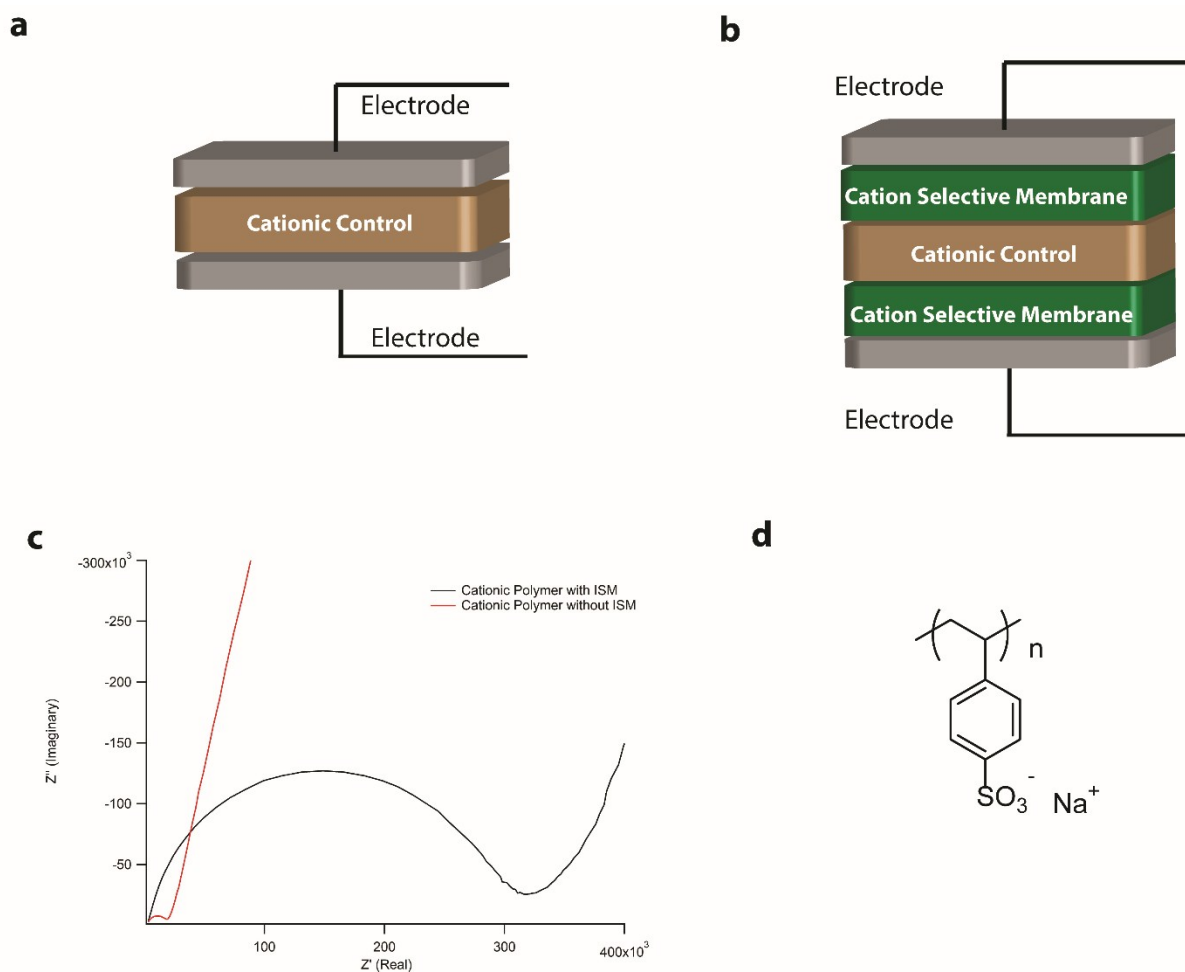 a
Electrode
Cationic Control
Electrode
b
Electrode
Cation Selective Membrane
Cationic Control
Cation Selective Membrane
Electrode
c
-300x10³
-250
-200
-150
-100
-50
Z" (Imaginary)
Cationic Polymer with ISM
Cationic Polymer without ISM
100
200
300
400x10³
Z' (Real)
d
n
SO₃⁻ Na⁺